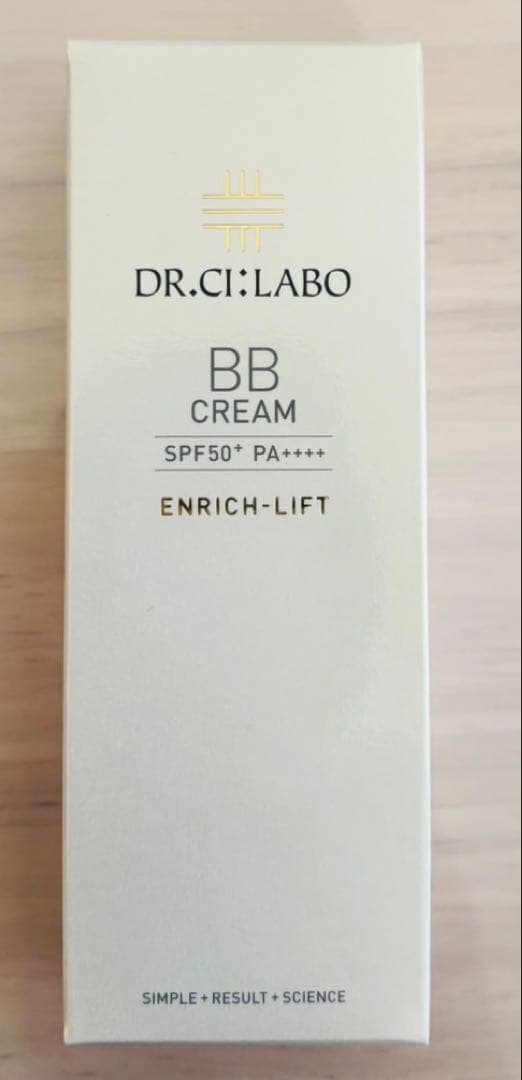 DR.CI:LABO
BB
CREAM
SPF50⁺ PA++++
ENRICH-LIFT
SIMPLE + RESULT + SCIENCE